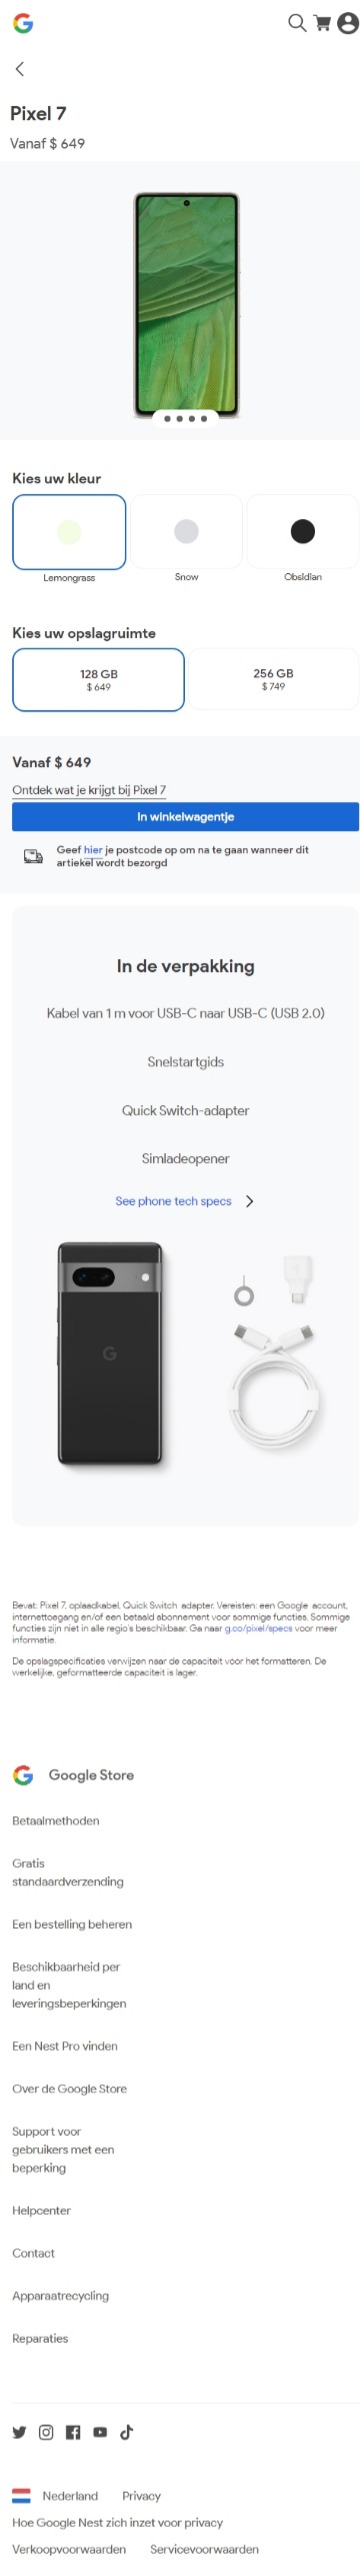 Pixel 7
Vanaf $ 649
Kies uw kleur
Lemongrass
Snow
Obsidian
Kies uw opslagruimte
128 GB
$ 649
256 GB
$ 749
Vanaf $ 649
Ontdek wat je krijgt bij Pixel 7
In winkelwagentje
Geef hier je postcode op om na te gaan wanneer dit
artiekel wordt bezorgd
In de verpakking
Kabel van 1 m voor USB-C naar USB-C (USB 2.0)
Snelstartgids
Quick Switch-adapter
Simladeopener
See phone tech specs
Bevat: Pixel 7, oplaadkabel, Quick Switch adapter. Vereisten: een Google account,
internettoegang en/of een betaald abonnement voor sommige functies. Sommige
functies zijn niet in alle regio's beschikbaar. Ga naar g.co/pixel/specs voor meer
informatie.
De opslagspecificaties verwijzen naar de capaciteit vóór het formatteren. De
werkelijke, geformatteerde capaciteit is lager.
Google Store
Betaalmethoden
Gratis
standaardverzending
Een bestelling beheren
Beschikbaarheid per
land en
leveringsbeperkingen
Een Nest Pro vinden
Over de Google Store
Support voor
gebruikers met een
beperking
Helpcenter
Contact
Apparaatrecycling
Reparaties
Nederland Privacy
Hoe Google Nest zich inzet voor privacy
Verkoopvoorwaarden Servicevoorwaarden